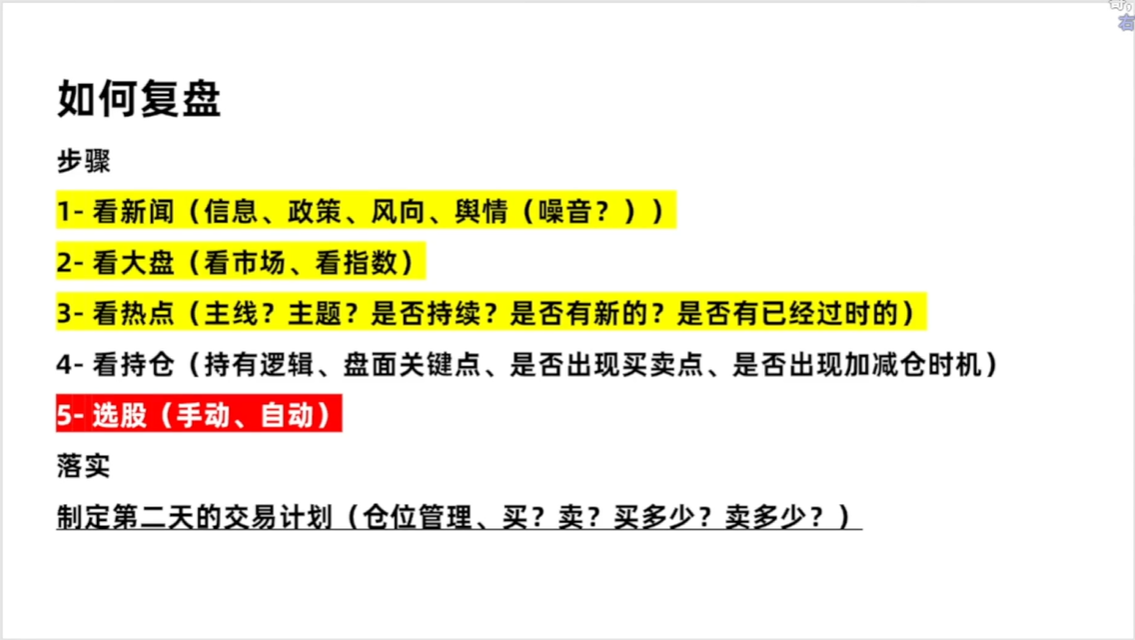 如何复盘
步骤
1- 看新闻（信息、政策、风向、舆情（噪音？））
2- 看大盘（看市场、看指数）
3- 看热点（主线？主题？是否持续？是否有新的？是否有已经过时的）
4- 看持仓（持有逻辑、盘面关键点、是否出现买卖点、是否出现加减仓时机）
5- 选股（手动、自动）
落实
制定第二天的交易计划（仓位管理、买？卖？买多少？卖多少？）